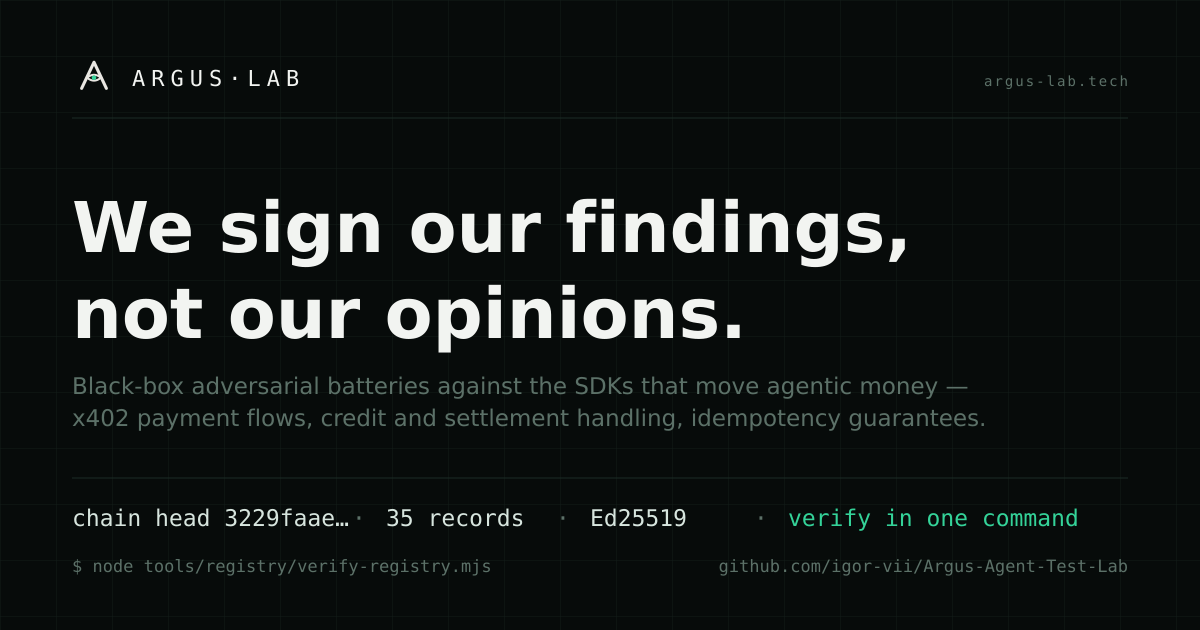 ARGUS·LAB
argus-lab.tech
We sign our findings,
not our opinions.
Black-box adversarial batteries against the SDKs that move agentic money —
x402 payment flows, credit and settlement handling, idempotency guarantees.
chain head 3229faae… · 35 records · Ed25519 · verify in one command
$ node tools/registry/verify-registry.mjs
github.com/igor-vii/Argus-Agent-Test-Lab